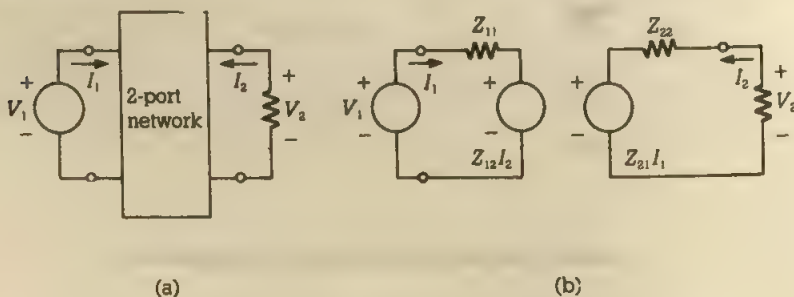 +
V₁
−
I₁
2-port
network
I₂
+
V₂
−
(a)
+
V₁
−
I₁
Z₁₁
+
−
Z₁₂I₂
+
−
Z₂₁I₁
Z₂₂
I₂
+
V₂
−
(b)